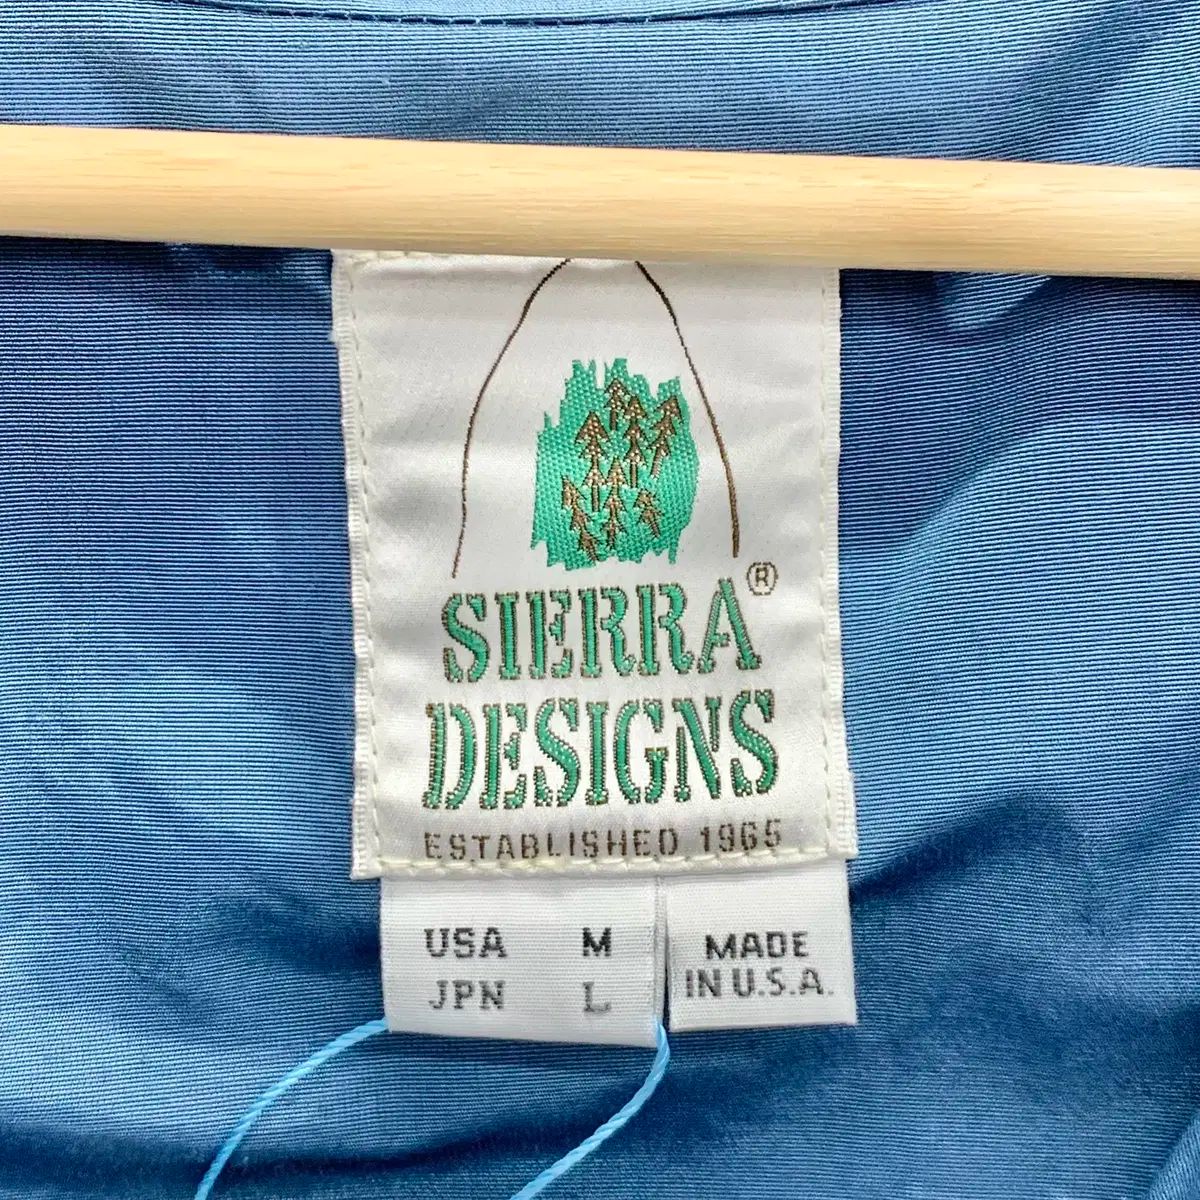 SIERRA®
DESIGNS
ESTABLISHED 1965
USA M
JPN L
MADE
IN U.S.A.